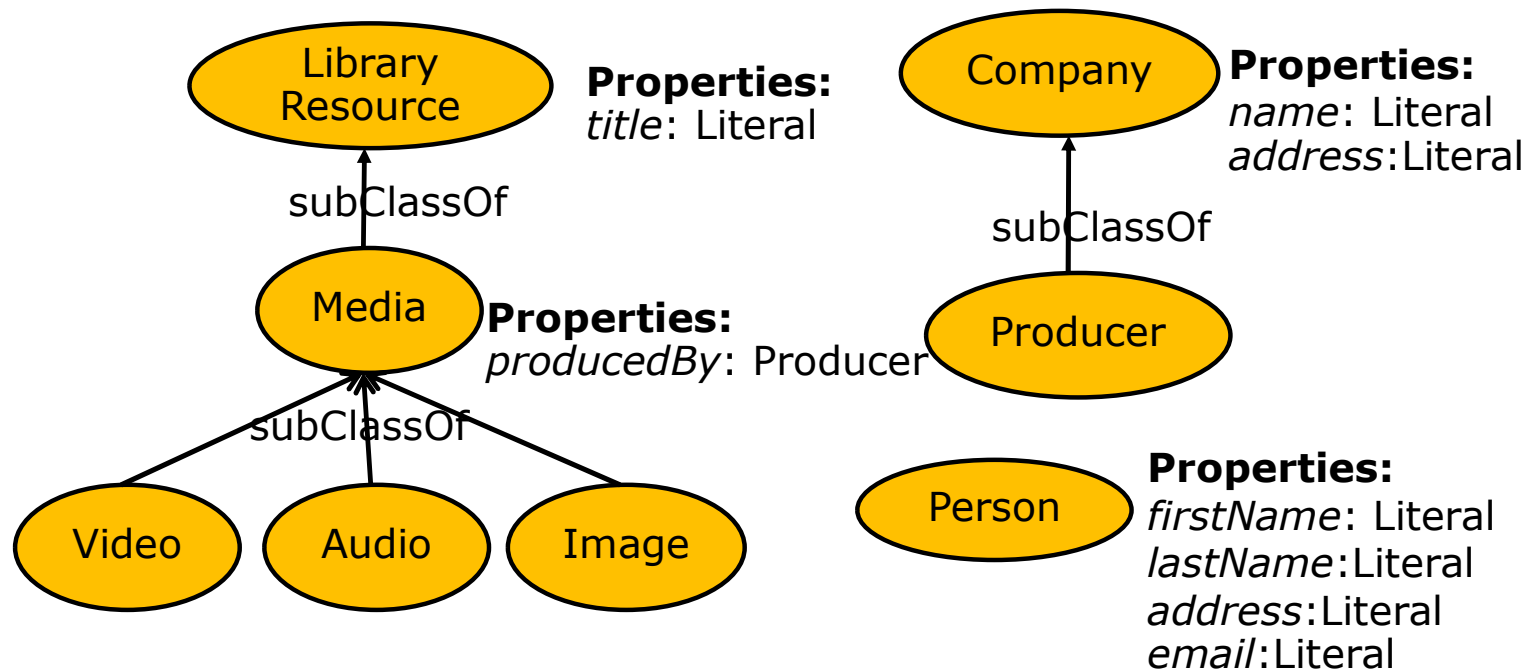 Library
Resource
Properties:
title: Literal
subClassOf
Media
Properties:
producedBy: Producer
subClassOf
Video
Audio
Image
Company
Properties:
name: Literal
address:Literal
subClassOf
Producer
Person
Properties:
firstName: Literal
lastName:Literal
address:Literal
email:Literal